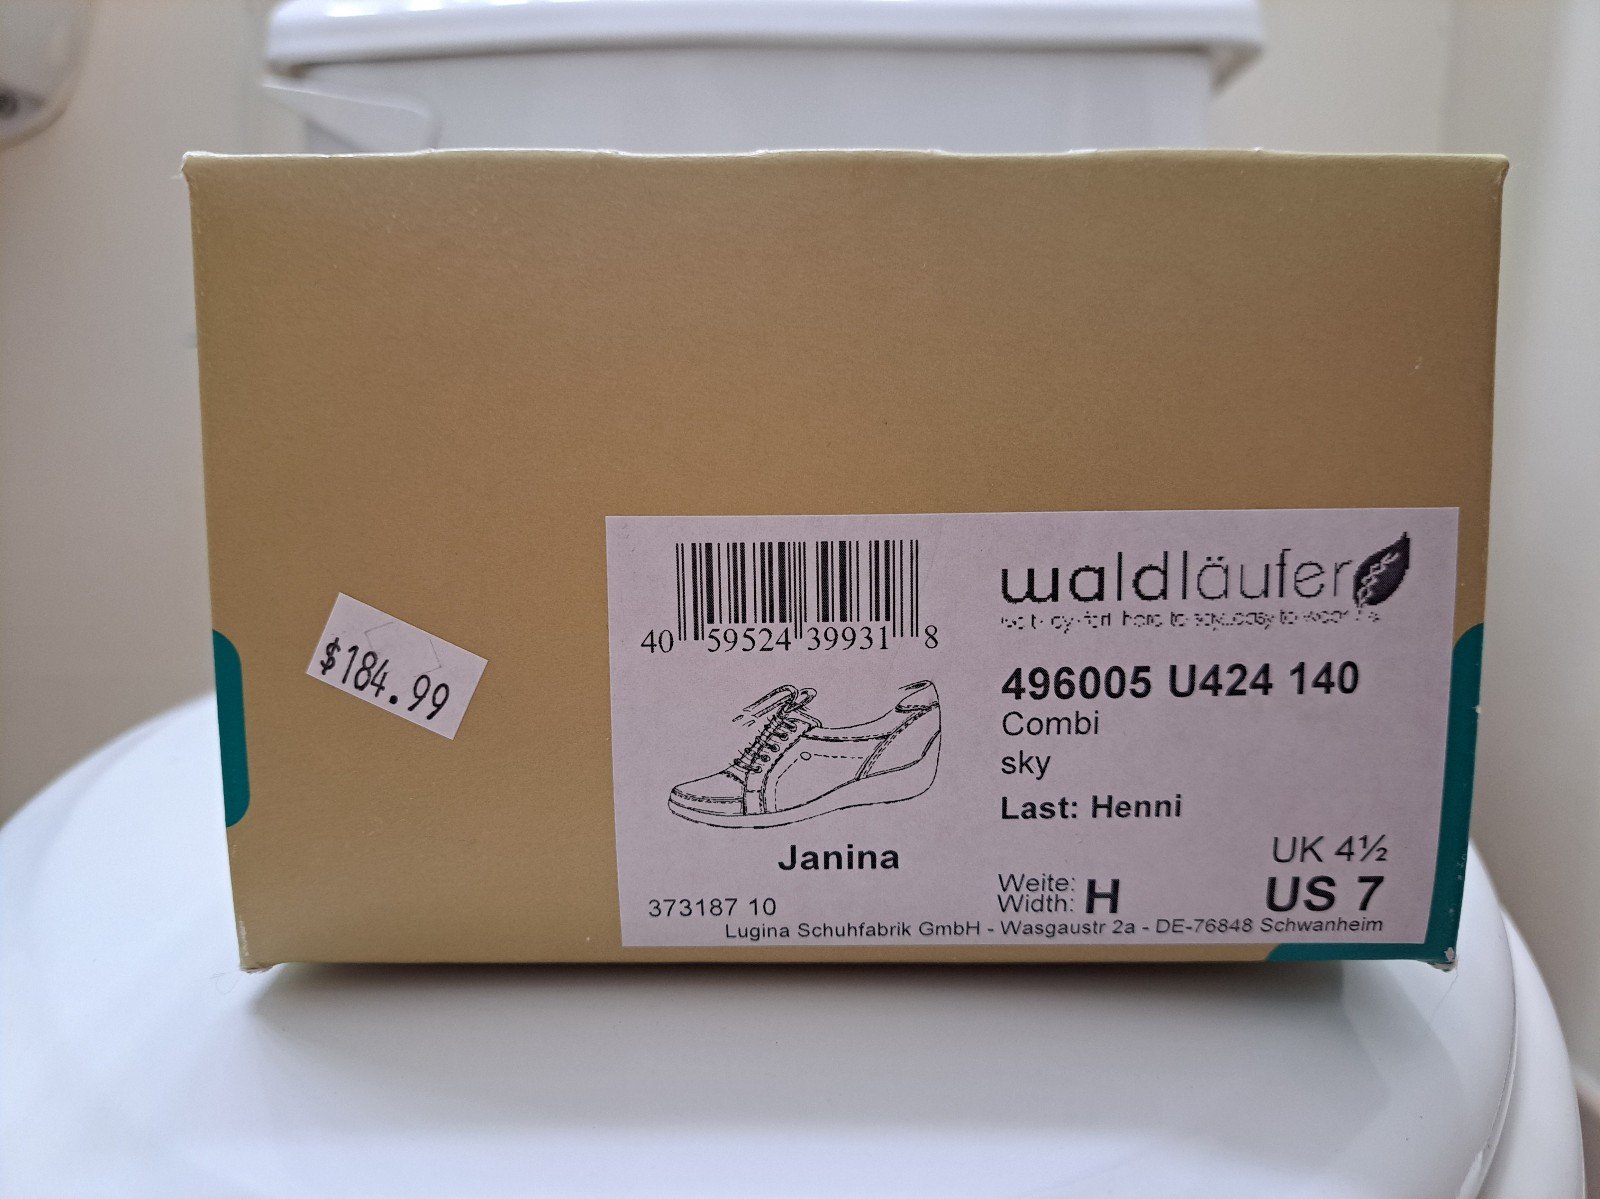 $184.99
40 59524 39931 8
waldläufer
496005 U424 140
Combi
sky
Last: Henni
Janina
UK 4½
Weite:
Width: H
US 7
373187 10
Lugina Schuhfabrik GmbH - Wasgaustr 2a - DE-76848 Schwanheim